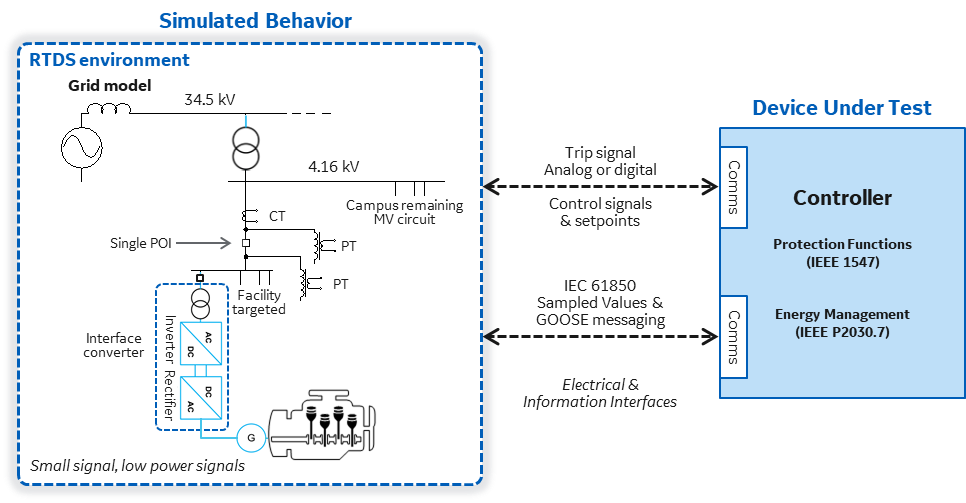 Simulated Behavior
RTDS environment
Grid model
34.5 kV
4.16 kV
Campus remaining
MV circuit
CT
Single POI
PT
PT
Facility
targeted
Interface
converter
Inverter
Rectifier
AC
DC
DC
AC
G
Small signal, low power signals
Trip signal
Analog or digital
Control signals
& setpoints
IEC 61850
Sampled Values &
GOOSE messaging
Electrical &
Information Interfaces
Device Under Test
Comms
Controller
Protection Functions
(IEEE 1547)
Comms
Energy Management
(IEEE P2030.7)